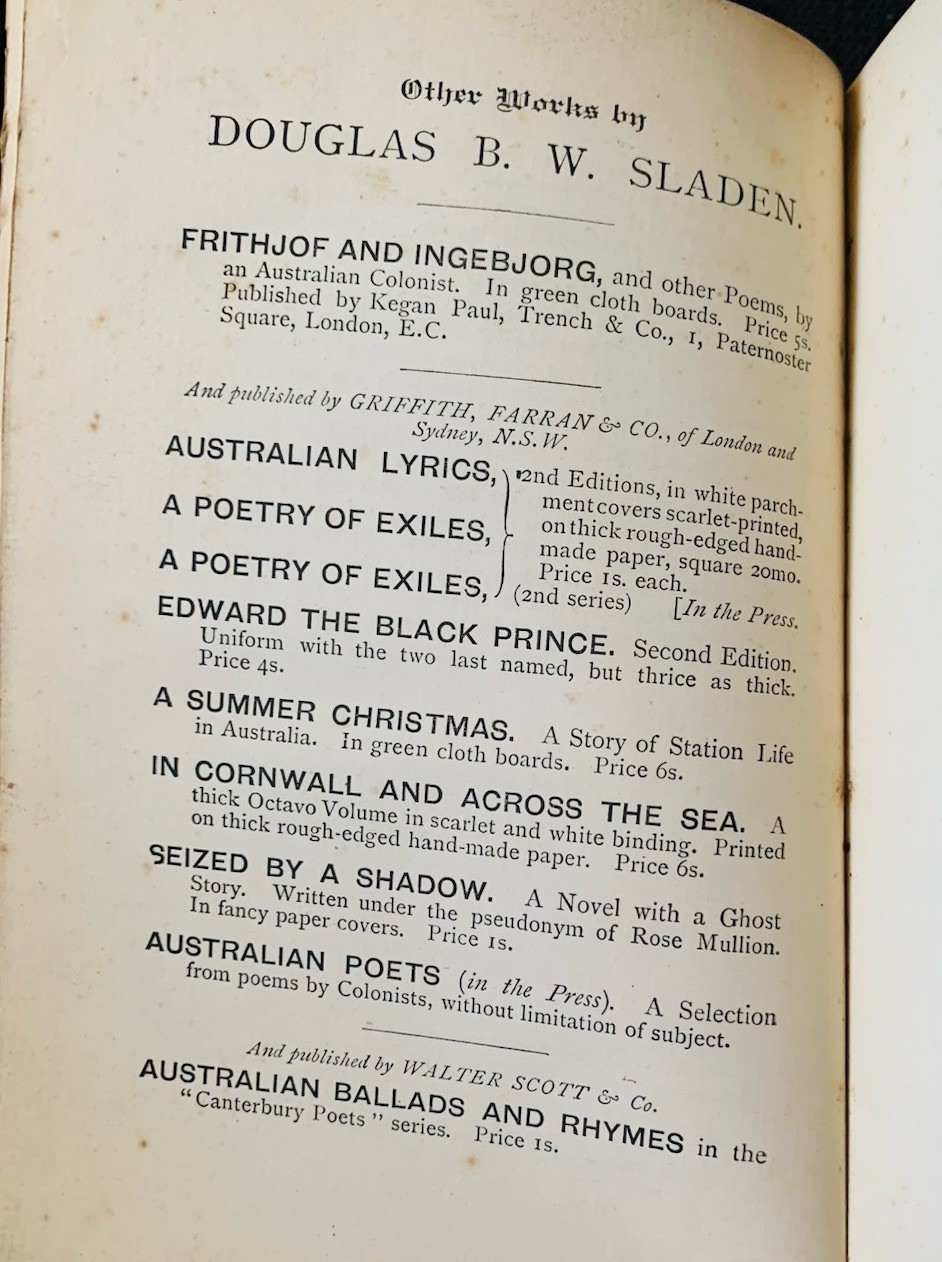 Other Works by
DOUGLAS B. W. SLADEN.
FRITHJOF AND INGEBJORG, and other Poems, by
an Australian Colonist. In green cloth boards. Price 5s.
Published by Kegan Paul, Trench & Co., 1, Paternoster
Square, London, E.C.
And published by GRIFFITH, FARRAN & CO., of London and
Sydney, N.S.W.
AUSTRALIAN LYRICS,
A POETRY OF EXILES,
2nd Editions, in white parch-
ment covers scarlet-printed,
on thick rough-edged hand-
made paper, square 20mo.
Price 1s. each.
A POETRY OF EXILES, (2nd series) [In the Press.
EDWARD THE BLACK PRINCE. Second Edition.
Uniform with the two last named, but thrice as thick.
Price 4s.
A SUMMER CHRISTMAS. A Story of Station Life
in Australia. In green cloth boards. Price 6s.
IN CORNWALL AND ACROSS THE SEA. A
thick Octavo Volume in scarlet and white binding. Printed
on thick rough-edged hand-made paper. Price 6s.
SEIZED BY A SHADOW. A Novel with a Ghost
Story. Written under the pseudonym of Rose Mullion.
In fancy paper covers. Price 1s.
AUSTRALIAN POETS (in the Press). A Selection
from poems by Colonists, without limitation of subject.
And published by WALTER SCOTT & Co.
AUSTRALIAN BALLADS AND RHYMES in the
"Canterbury Poets" series. Price 1s.